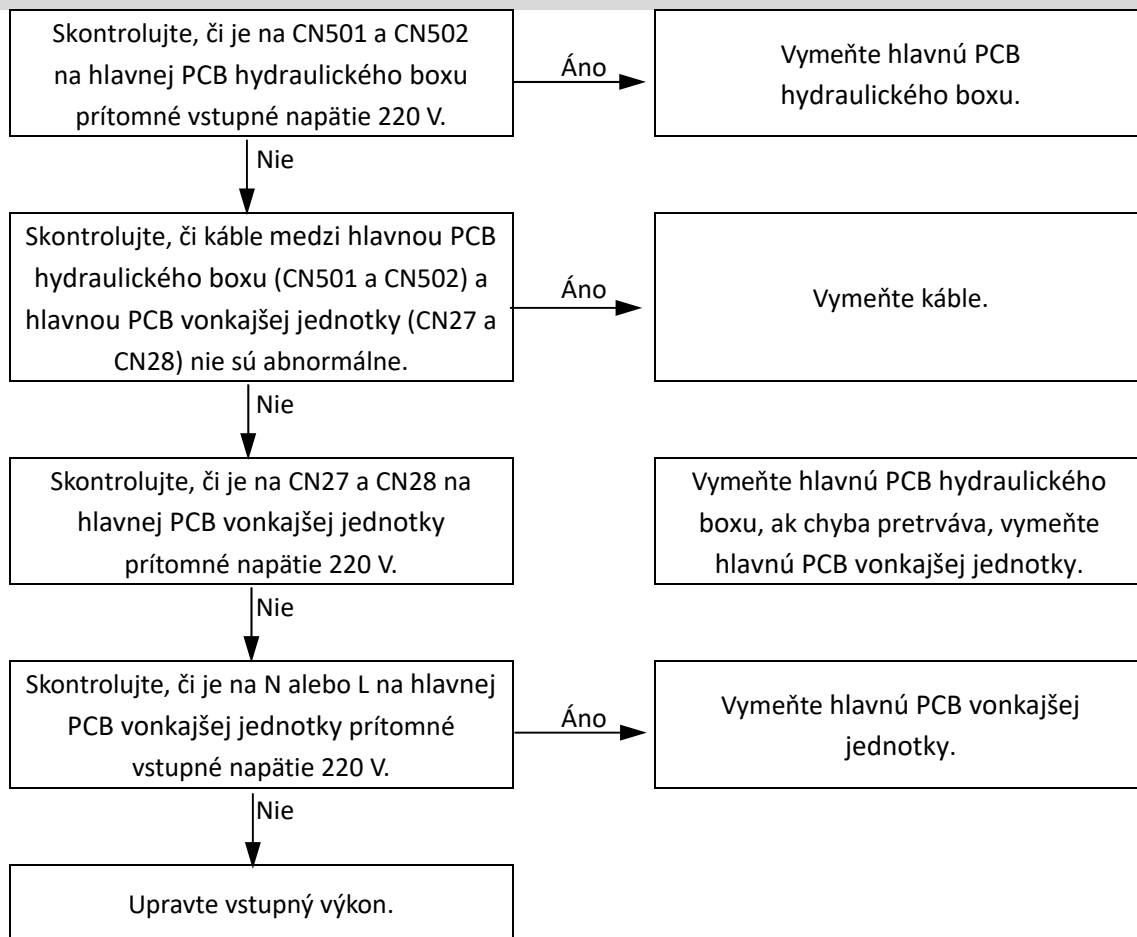 Skontrolujte, či je na CN501 a CN502
na hlavnej PCB hydraulického boxu
prítomné vstupné napätie 220 V.
Áno
Vymeňte hlavnú PCB
hydraulického boxu.
Nie
Skontrolujte, či káble medzi hlavnou PCB
hydraulického boxu (CN501 a CN502) a
hlavnou PCB vonkajšej jednotky (CN27 a
CN28) nie sú abnormálne.
Áno
Vymeňte káble.
Nie
Skontrolujte, či je na CN27 a CN28 na
hlavnej PCB vonkajšej jednotky
prítomné napätie 220 V.
Vymeňte hlavnú PCB hydraulického
boxu, ak chyba pretrváva, vymeňte
hlavnú PCB vonkajšej jednotky.
Nie
Skontrolujte, či je na N alebo L na hlavnej
PCB vonkajšej jednotky prítomné
vstupné napätie 220 V.
Áno
Vymeňte hlavnú PCB vonkajšej
jednotky.
Nie
Upravte vstupný výkon.